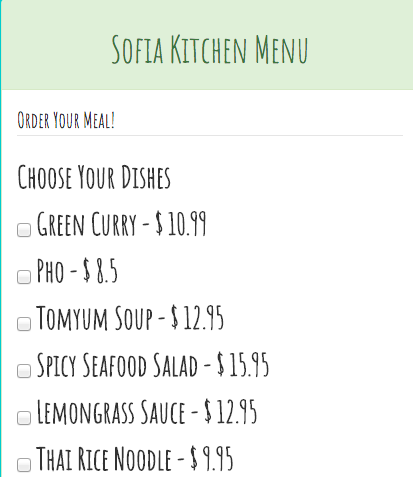 Sofia Kitchen Menu
Order Your Meal!
Choose Your Dishes
Green Curry - $ 10.99
Pho - $ 8.5
Tomyum Soup - $ 12.95
Spicy Seafood Salad - $ 15.95
Lemongrass Sauce - $ 12.95
Thai Rice Noodle - $ 9.95